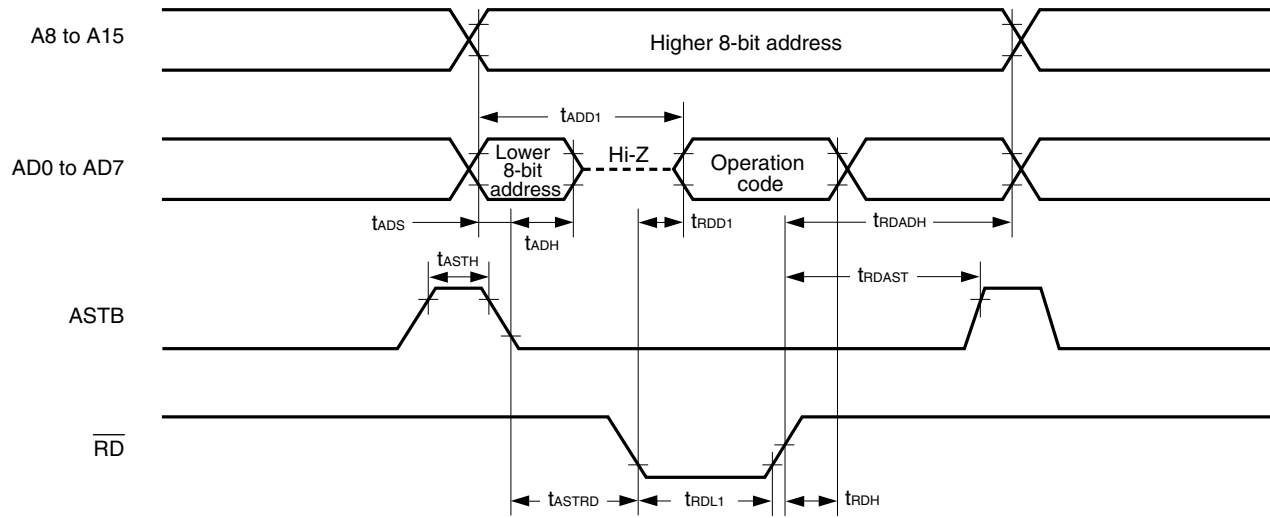 A8 to A15
Higher 8-bit address
tADD1
AD0 to AD7
Lower
8-bit
address
Hi-Z
Operation
code
tADS
tADH
tRDD1
tRDADH
tASTH
tRDAST
ASTB
RD
tASTRD
tRDL1
tRDH